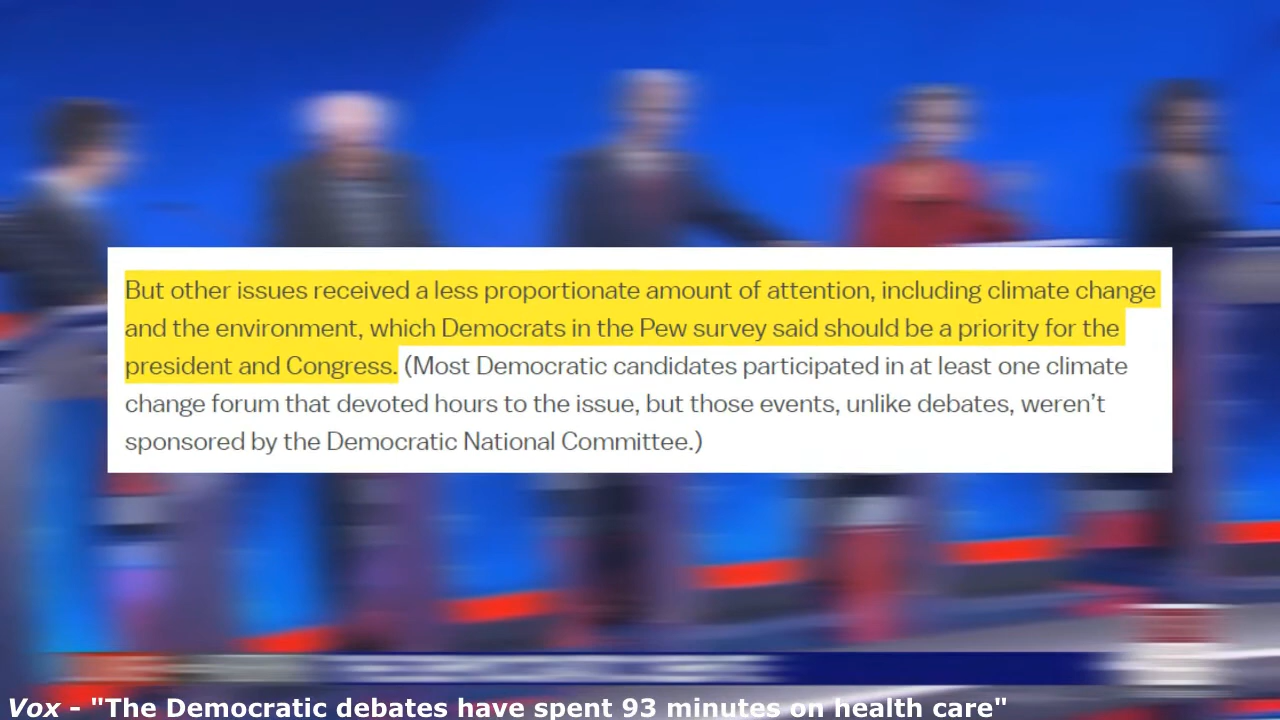 But other issues received a less proportionate amount of attention, including climate change
and the environment, which Democrats in the Pew survey said should be a priority for the
president and Congress. (Most Democratic candidates participated in at least one climate
change forum that devoted hours to the issue, but those events, unlike debates, weren’t
sponsored by the Democratic National Committee.)
Vox - "The Democratic debates have spent 93 minutes on health care"